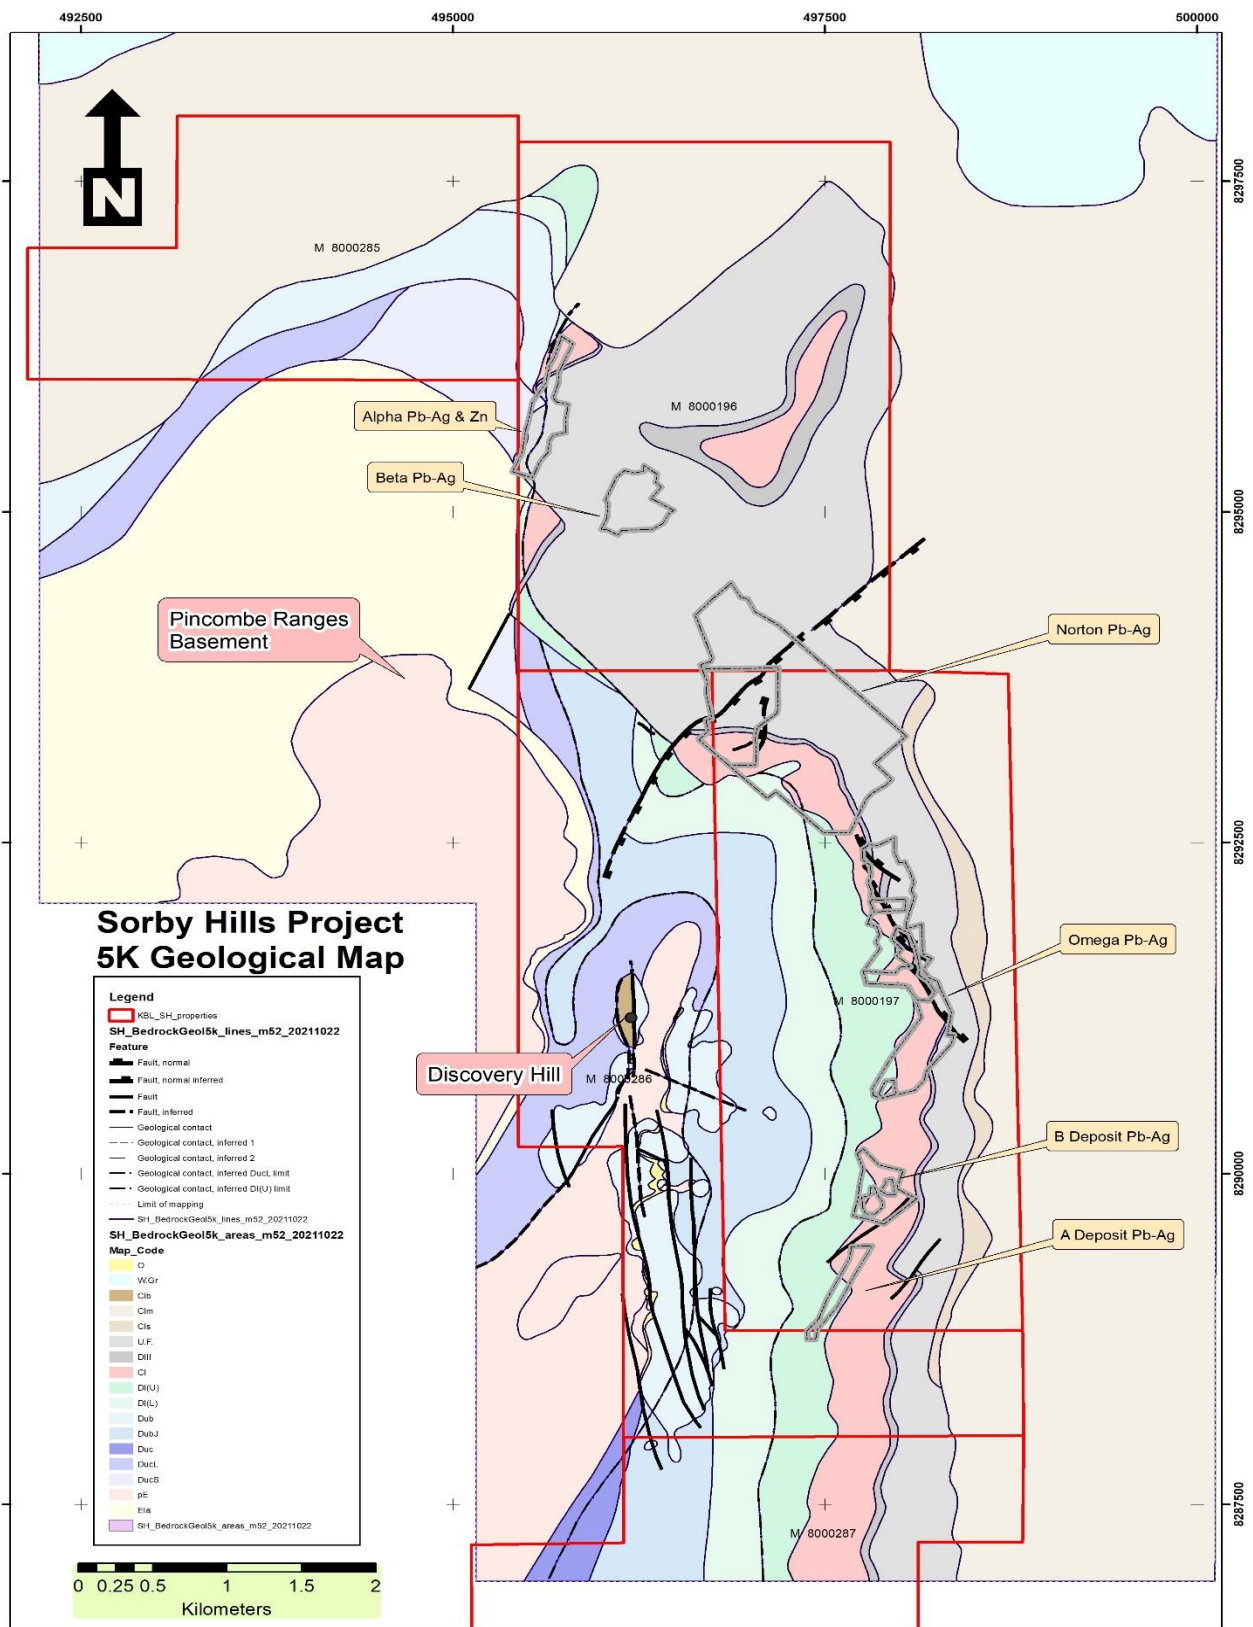 492500
495000
497500
500000
8297500
N
M 8000285
M 8000196
Alpha Pb-Ag & Zn
Beta Pb-Ag
8295000
Pincombe Ranges
Basement
Norton Pb-Ag
8292500
Sorby Hills Project
5K Geological Map
Omega Pb-Ag
M 8000197
Discovery Hill
M 8000286
B Deposit Pb-Ag
8290000
A Deposit Pb-Ag
8287500
M 8000287
Legend
KBL_SH_properties
SH_BedrockGeol5k_lines_m52_20211022
Feature
Fault, normal
Fault, normal inferred
Fault
Fault, inferred
Geological contact
Geological contact, inferred 1
Geological contact, inferred 2
Geological contact, inferred DucL limit
Geological contact, inferred Dl(U) limit
Limit of mapping
SH_BedrockGeol5k_lines_m52_20211022
SH_BedrockGeol5k_areas_m52_20211022
Map_Code
O
W.Gr
Clb
Clm
Cls
U.F.
DIII
Cl
Dl(U)
Dl(L)
Dub
DubJ
Duc
DucL
DucS
pE
Ela
SH_BedrockGeol5k_areas_m52_20211022
0 0.25 0.5 1 1.5 2
Kilometers